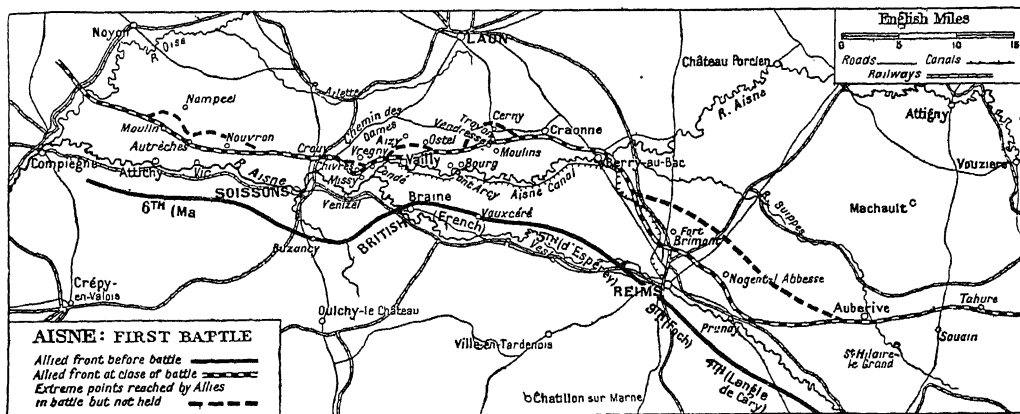 English Miles
0 5 10 15
Roads Canals
Railways
Noyon
R. Oise
LAON
Château Porcien
R. Aisne
Attigny
Vouziers
Machault
Nampcel
Moulin
Autrêches
Nouvron
Ailette
Chemin des
Dames
Aizy
Vregny
Ostel
Vendresse
Troyon
Cerny
Craonne
Moulins
Compiègne
Attichy
Vic
Aisne
SOISSONS
Crouy
Missy
Condé
Vailly
Bourg
Pont Arcy
Aisne Canal
Berry-au-Bac
R. Suippes
Venizel
Braine
Vauxcéré
6TH (Ma
BRITISH
(French)
5TH (d'Espérey)
Buzancy
Fort
Brimont
Nogent-l'Abbesse
REIMS
9TH (Foch)
Prunay
Auberive
Tahure
Souain
St Hilaire-
le Grand
4TH (Langle
de Cary)
Crépy-
en-Valois
Oulchy-le-Château
Ville-en-Tardenois
Chatillon sur Marne
AISNE: FIRST BATTLE
Allied front before battle
Allied front at close of battle
Extreme points reached by Allies
in battle but not held